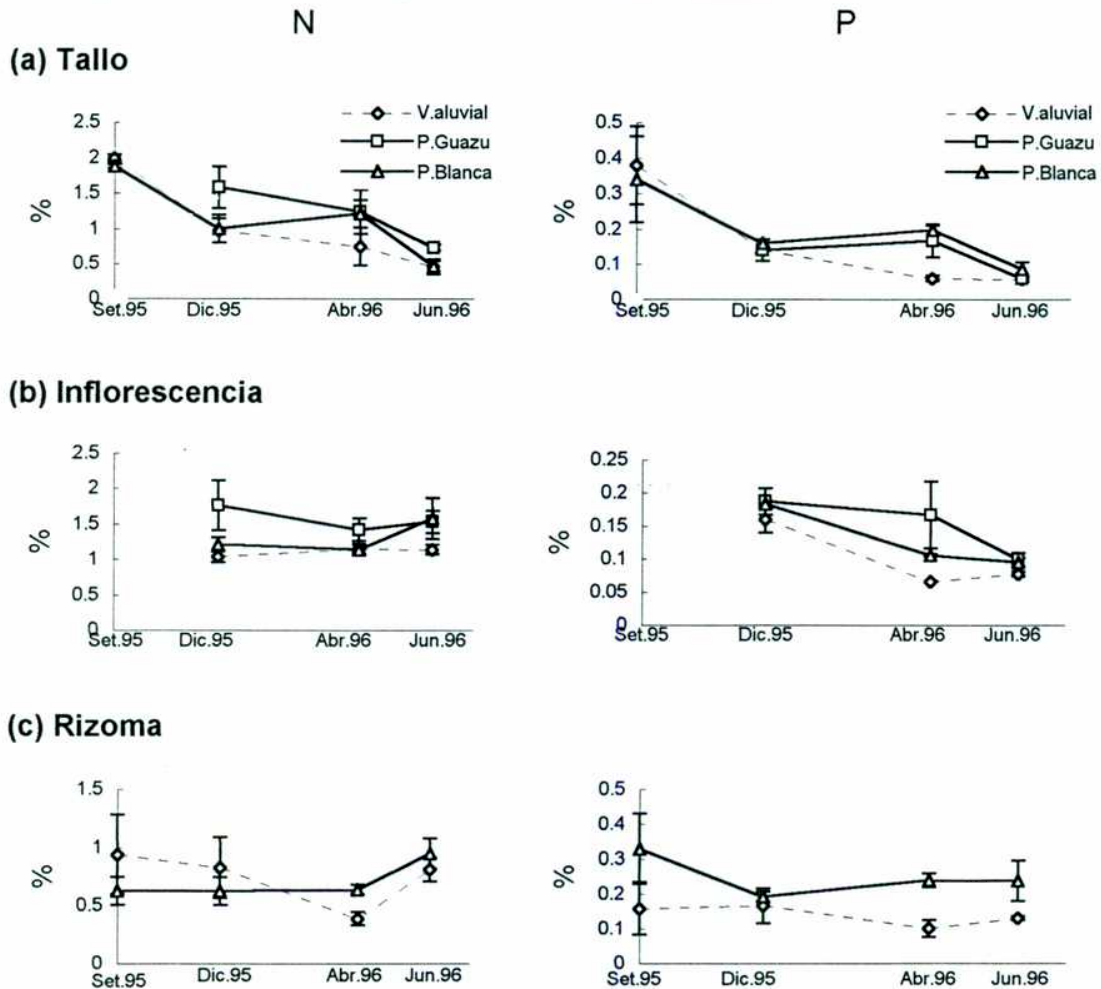 N
P
(a) Tallo
V.aluvial
P.Guazu
P.Blanca
2.5
2
1.5
1
0.5
0
%
Set.95
Dic.95
Abr.96
Jun.96
V.aluvial
P.Guazu
P.Blanca
0.5
0.4
0.3
0.2
0.1
0
%
Set.95
Dic.95
Abr.96
Jun.96
(b) Inflorescencia
2.5
2
1.5
1
0.5
0
%
Set.95
Dic.95
Abr.96
Jun.96
0.25
0.2
0.15
0.1
0.05
0
%
Set.95
Dic.95
Abr.96
Jun.96
(c) Rizoma
1.5
1
0.5
0
%
Set.95
Dic.95
Abr.96
Jun.96
0.5
0.4
0.3
0.2
0.1
0
%
Set.95
Dic.95
Abr.96
Jun.96